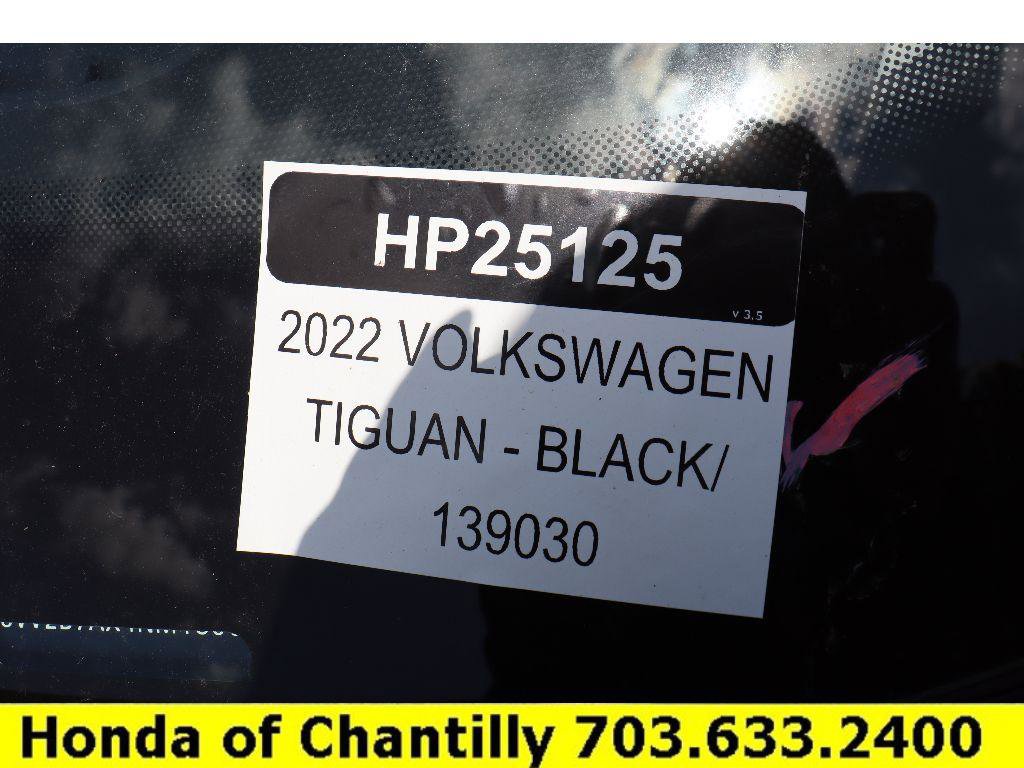 HP25125
v 3.5
2022 VOLKSWAGEN
TIGUAN - BLACK/
139030
Honda of Chantilly 703.633.2400